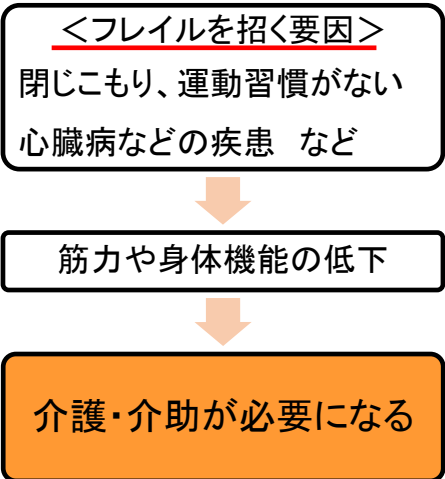 ＜フレイルを招く要因＞
閉じこもり、運動習慣がない
心臓病などの疾患　など
筋力や身体機能の低下
介護・介助が必要になる